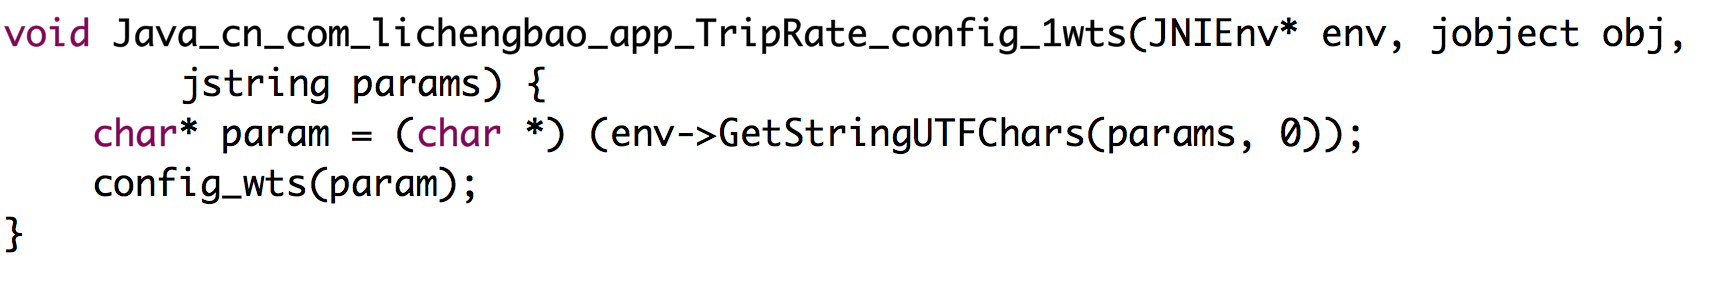 void Java_cn_com_lichengbao_app_TripRate_config_1wts(JNIEnv* env, jobject obj,
        jstring params) {
    char* param = (char *) (env->GetStringUTFChars(params, 0));
    config_wts(param);
}